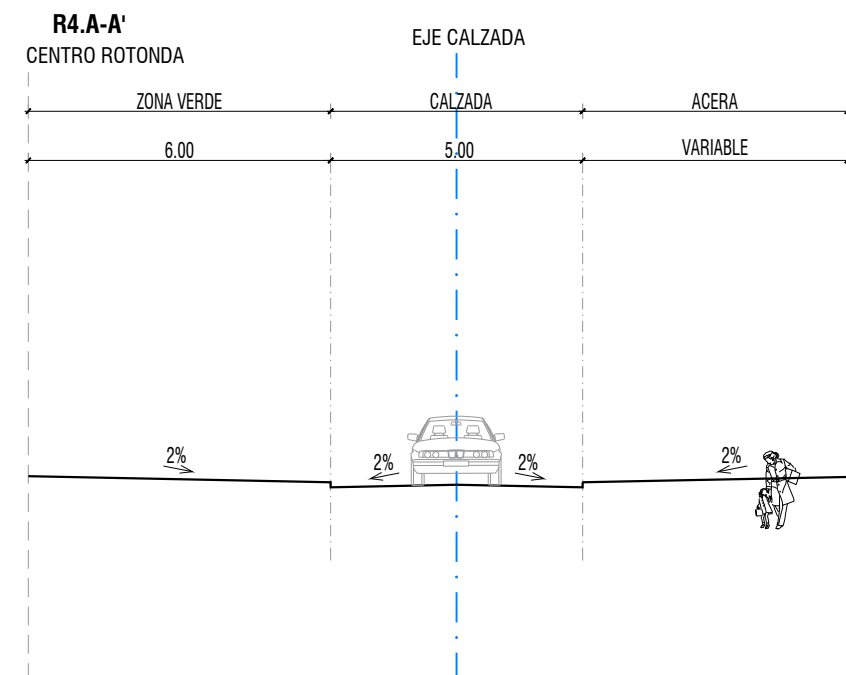 R4.A-A'
CENTRO ROTONDA
EJE CALZADA
ZONA VERDE
CALZADA
ACERA
6.00
5.00
VARIABLE
2%
2%
2%
2%